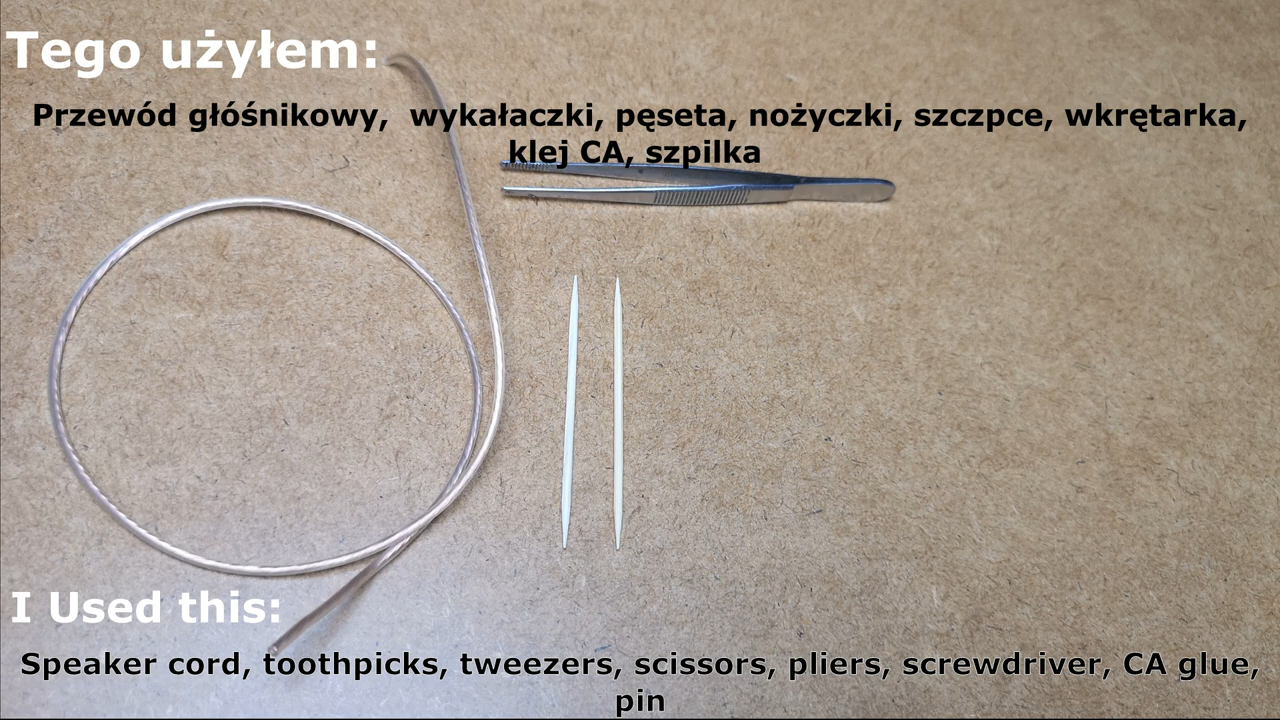 Tego użyłem:
Przewód głóśnikowy,  wykałaczki, pęseta, nożyczki, szczpce, wkrętarka,
klej CA, szpilka
I Used this:
Speaker cord, toothpicks, tweezers, scissors, pliers, screwdriver, CA glue,
pin